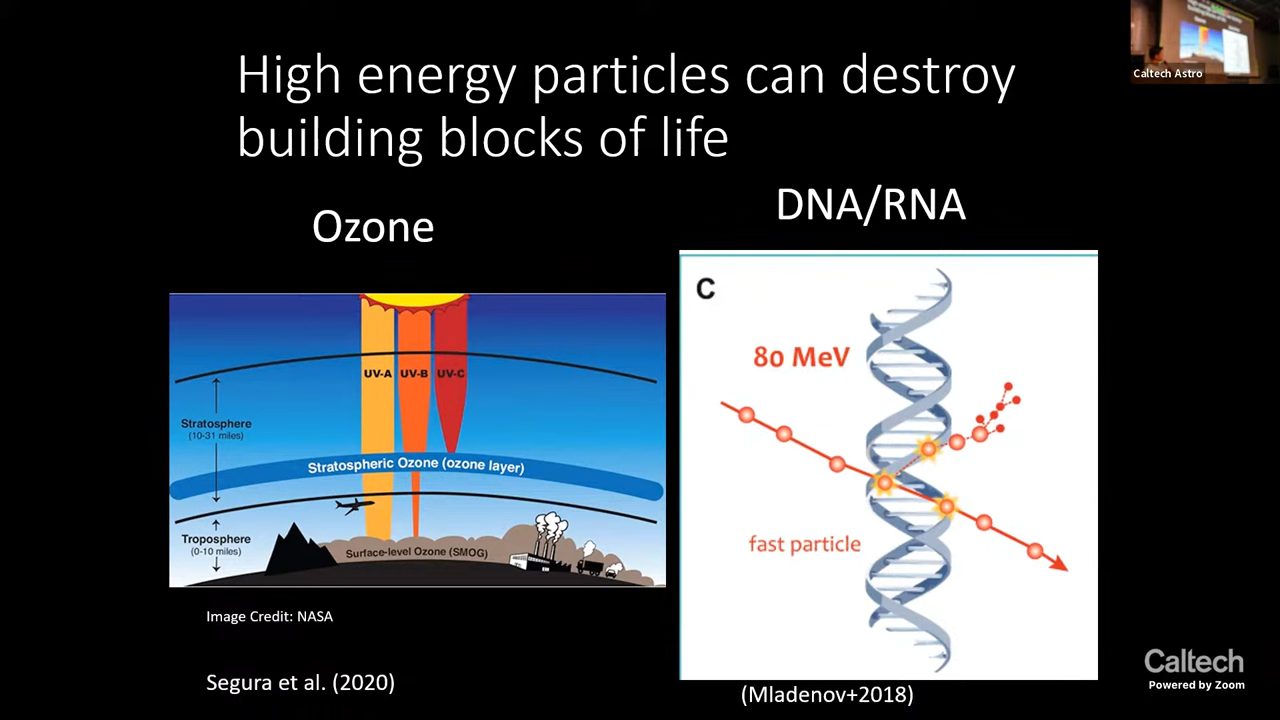 High energy particles can destroy
building blocks of life
Caltech Astro
Ozone
DNA/RNA
UV-A UV-B UV-C
Stratosphere
(10-31 miles)
Stratospheric Ozone (ozone layer)
Troposphere
(0-10 miles)
Surface-level Ozone (SMOG)
C
80 MeV
fast particle
Image Credit: NASA
Segura et al. (2020)
(Mladenov+2018)
Caltech
Powered by Zoom